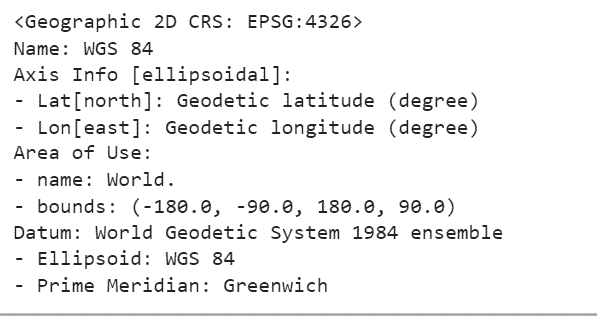 <Geographic 2D CRS: EPSG:4326>
Name: WGS 84
Axis Info [ellipsoidal]:
- Lat[north]: Geodetic latitude (degree)
- Lon[east]: Geodetic longitude (degree)
Area of Use:
- name: World.
- bounds: (-180.0, -90.0, 180.0, 90.0)
Datum: World Geodetic System 1984 ensemble
- Ellipsoid: WGS 84
- Prime Meridian: Greenwich